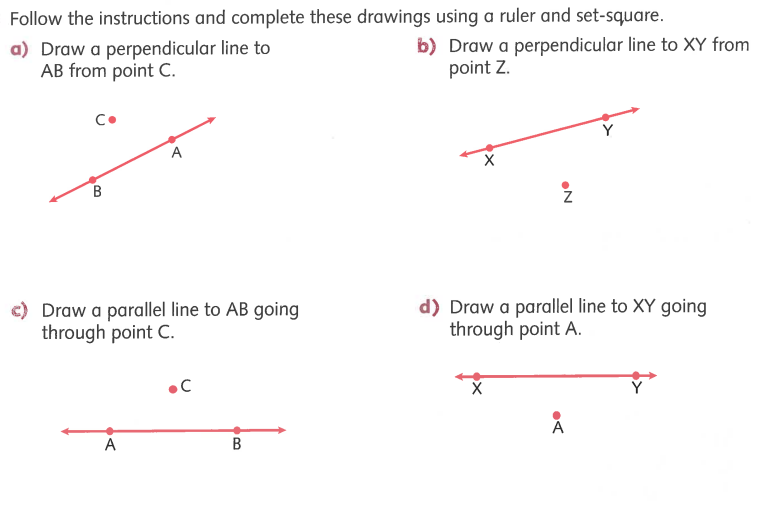 Follow the instructions and complete these drawings using a ruler and set-square.
a) Draw a perpendicular line to
AB from point C.
C
A
B
b) Draw a perpendicular line to XY from
point Z.
Y
X
Z
c) Draw a parallel line to AB going
through point C.
C
A
B
d) Draw a parallel line to XY going
through point A.
X
Y
A